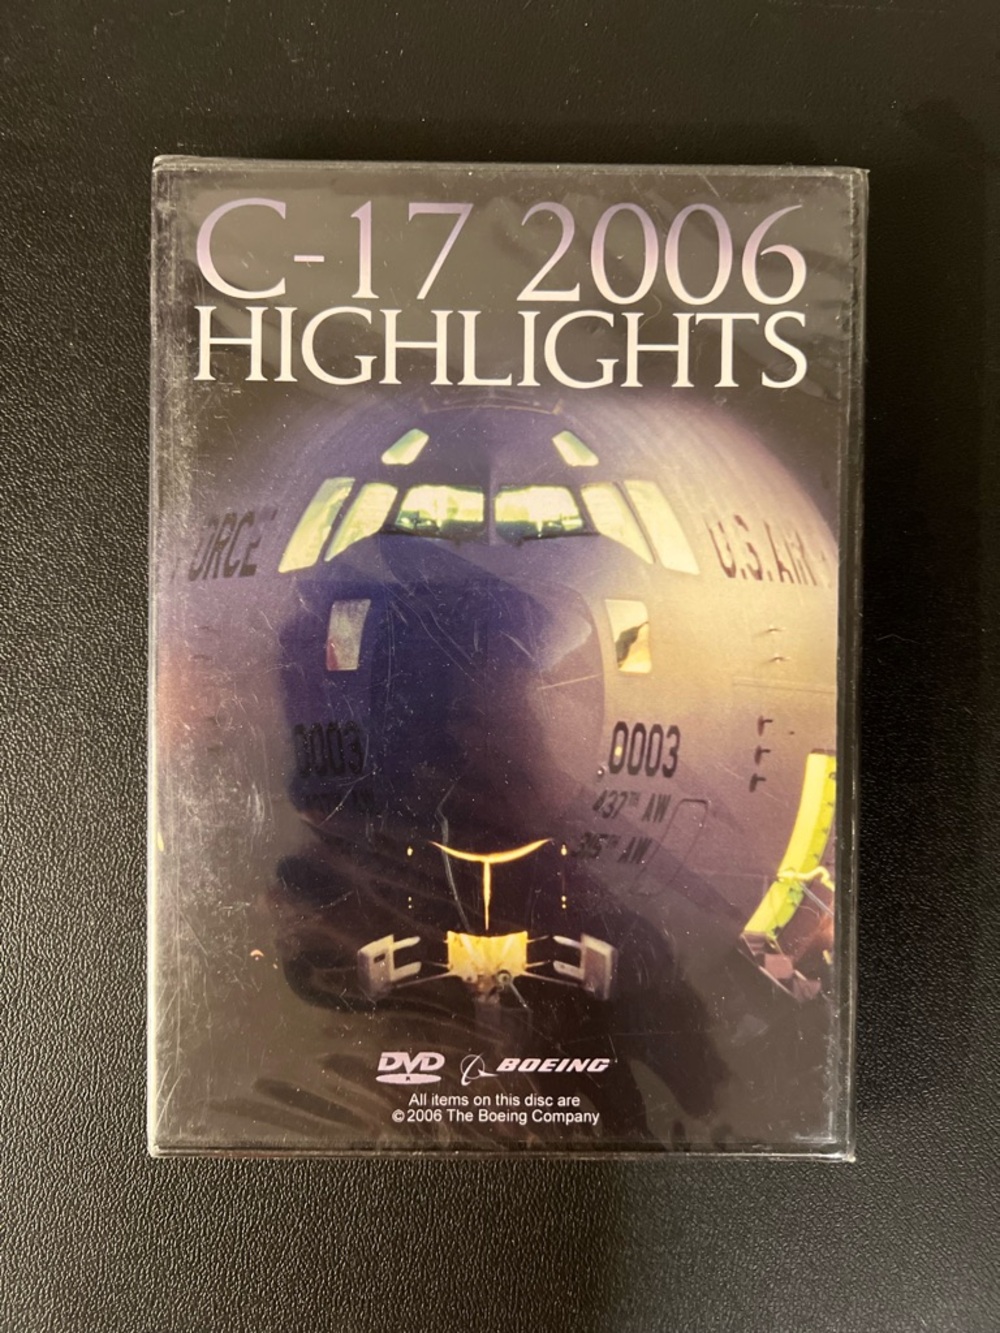 C-17 2006
HIGHLIGHTS
ORCE
U.S.AIR
0003
.0003
437TH AW
315TH AW
DVD BOEING
All items on this disc are
©2006 The Boeing Company